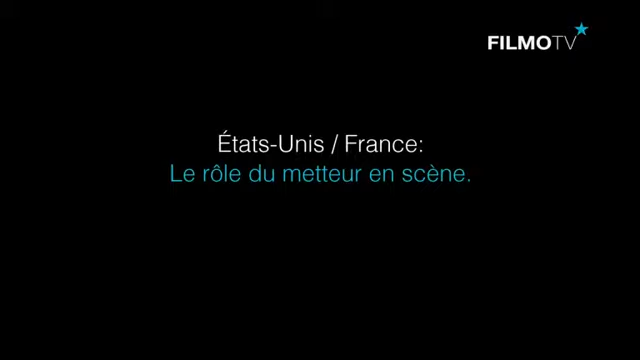 FILMOTV
États-Unis / France:
Le rôle du metteur en scène.